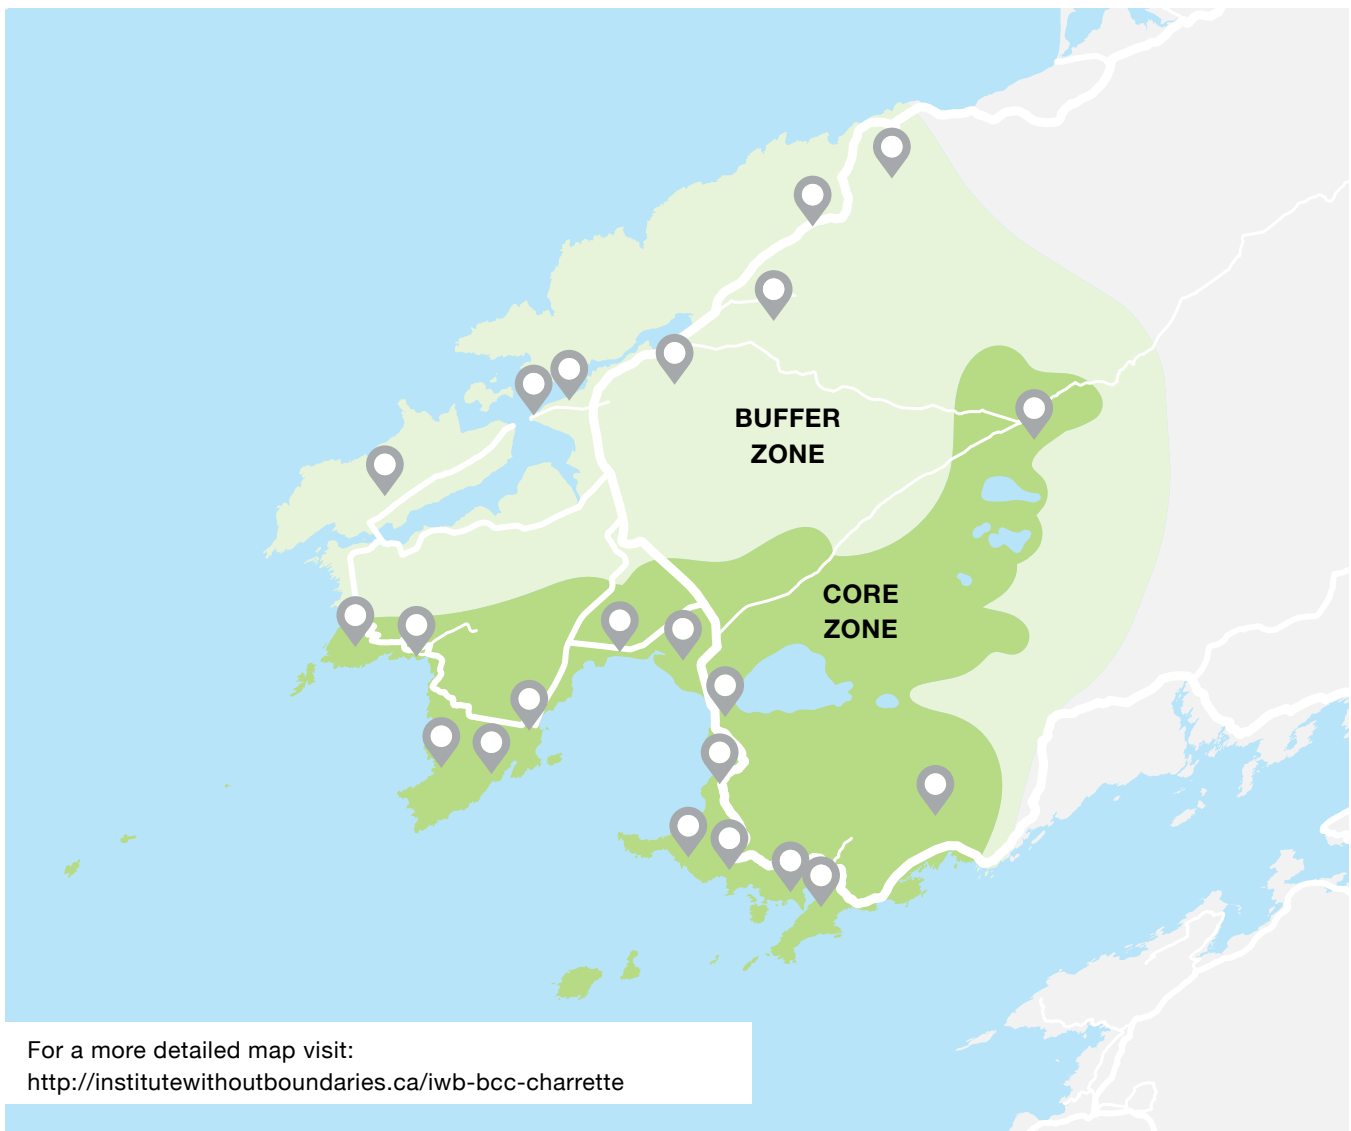 BUFFER
ZONE
CORE
ZONE
For a more detailed map visit:
http://institutewithoutboundaries.ca/iwb-bcc-charrette